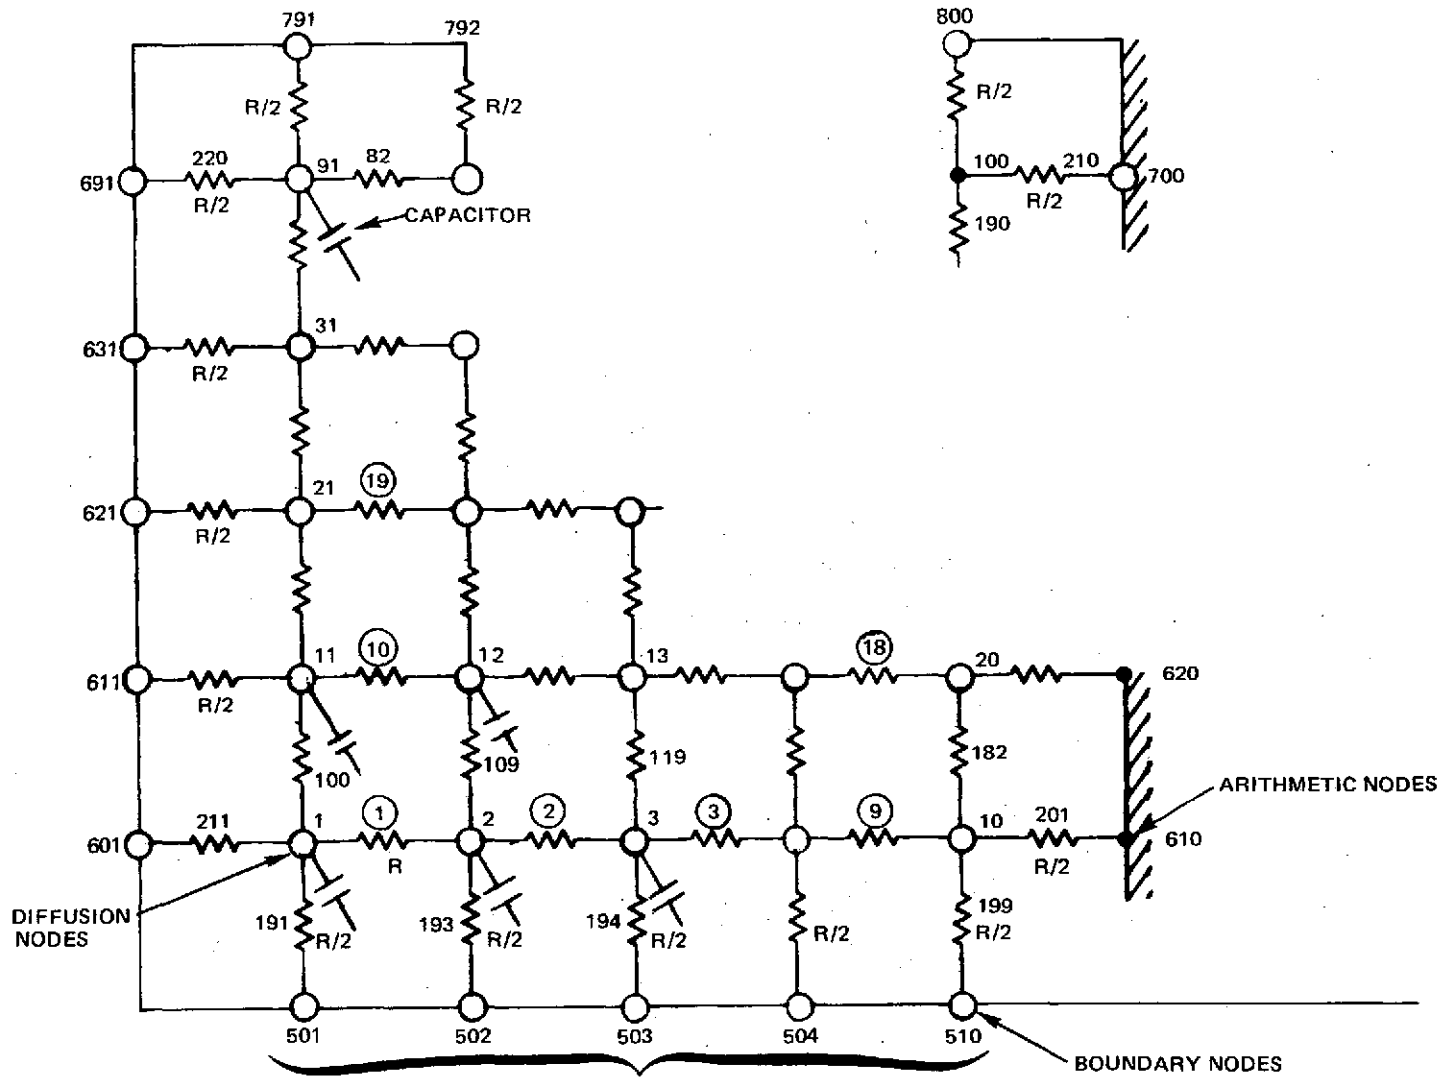 791
792
800
R/2
R/2
R/2
220
91
82
100
210
691
700
R/2
R/2
CAPACITOR
190
31
631
R/2
21
19
621
R/2
11
10
12
13
18
20
611
620
R/2
100
109
119
182
ARITHMETIC NODES
211
1
1
2
2
3
3
9
10
201
601
610
R
R/2
DIFFUSION
NODES
191
R/2
193
R/2
194
R/2
R/2
199
R/2
501
502
503
504
510
BOUNDARY NODES